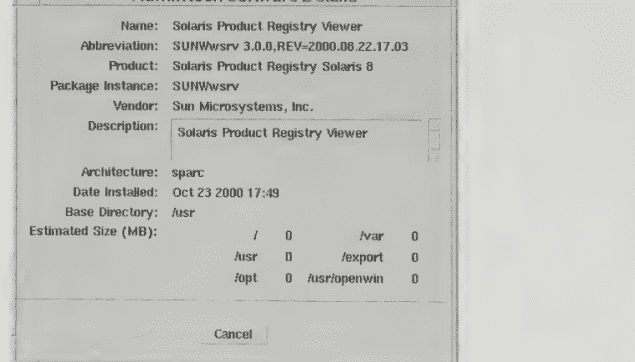 Name: Solaris Product Registry Viewer
Abbreviation: SUNWwsrv 3.0.0,REV=2000.08.22.17.03
Product: Solaris Product Registry Solaris 8
Package Instance: SUNWwsrv
Vendor: Sun Microsystems, Inc.
Description: Solaris Product Registry Viewer
Architecture: sparc
Date Installed: Oct 23 2000 17:49
Base Directory: /usr
Estimated Size (MB): / 0 /var 0
/usr 0 /export 0
/opt 0 /usr/openwin 0
Cancel